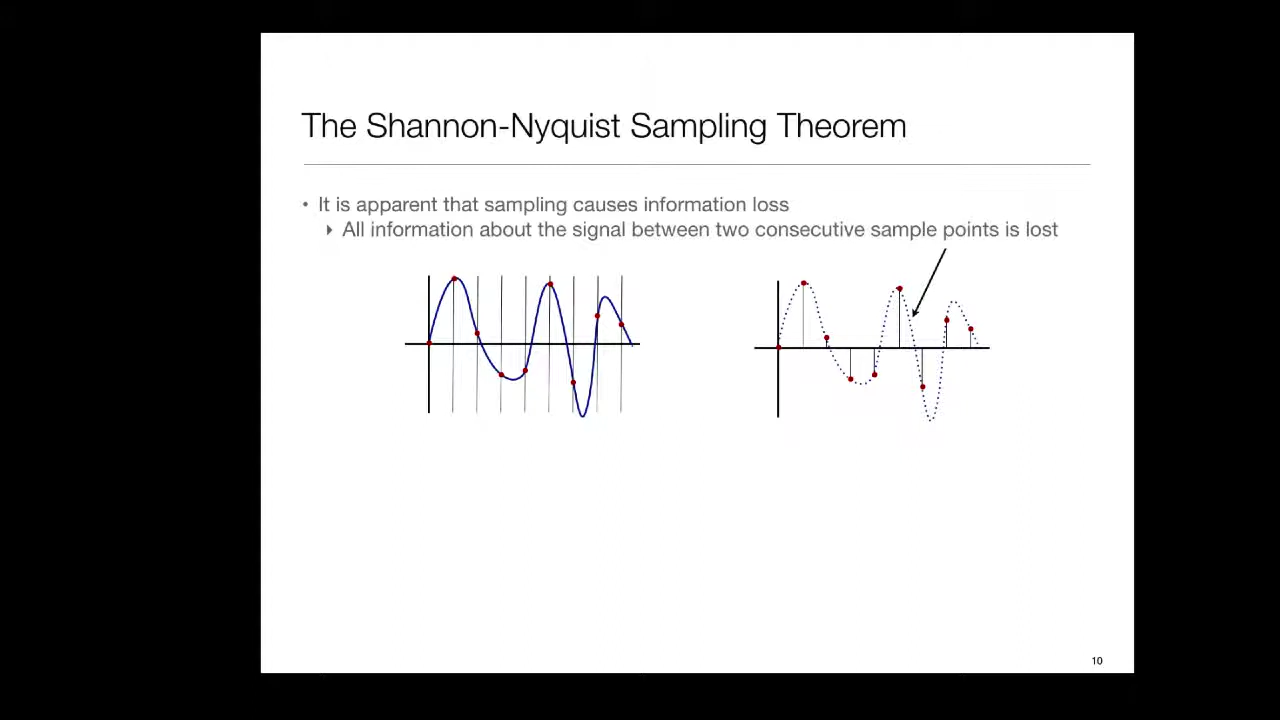 The Shannon-Nyquist Sampling Theorem
• It is apparent that sampling causes information loss
‣ All information about the signal between two consecutive sample points is lost
10